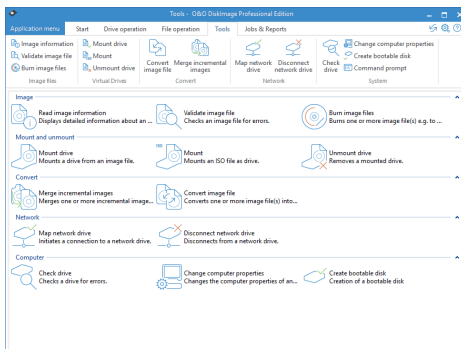 Tools - O&O DiskImage Professional Edition
Application menu Start Drive operation File operation Tools Jobs & Reports
Image information
Validate image file
Burn image files
Image files
Mount drive
Mount
Unmount drive
Virtual Drives
Convert image file
Merge incremental images
Convert
Map network drive
Disconnect network drive
Network
Check drive
Change computer properties
Create bootable disk
Command prompt
System
Image
Read image information
Displays detailed information about an ...
Validate image file
Checks an image file for errors.
Burn image files
Burns one or more image file(s) e.g. to ...
Mount and unmount
Mount drive
Mounts a drive from an image file.
ISO
Mount
Mounts an ISO file as drive.
Unmount drive
Removes a mounted drive.
Convert
Merge incremental images
Merges one or more incremental image...
Convert image file
Converts one or more image file(s) into...
Network
Map network drive
Initiates a connection to a network drive.
Disconnect network drive
Disconnects from a network drive.
Computer
Check drive
Checks a drive for errors.
Change computer properties
Changes the computer properties of an...
Create bootable disk
Creation of a bootable disk